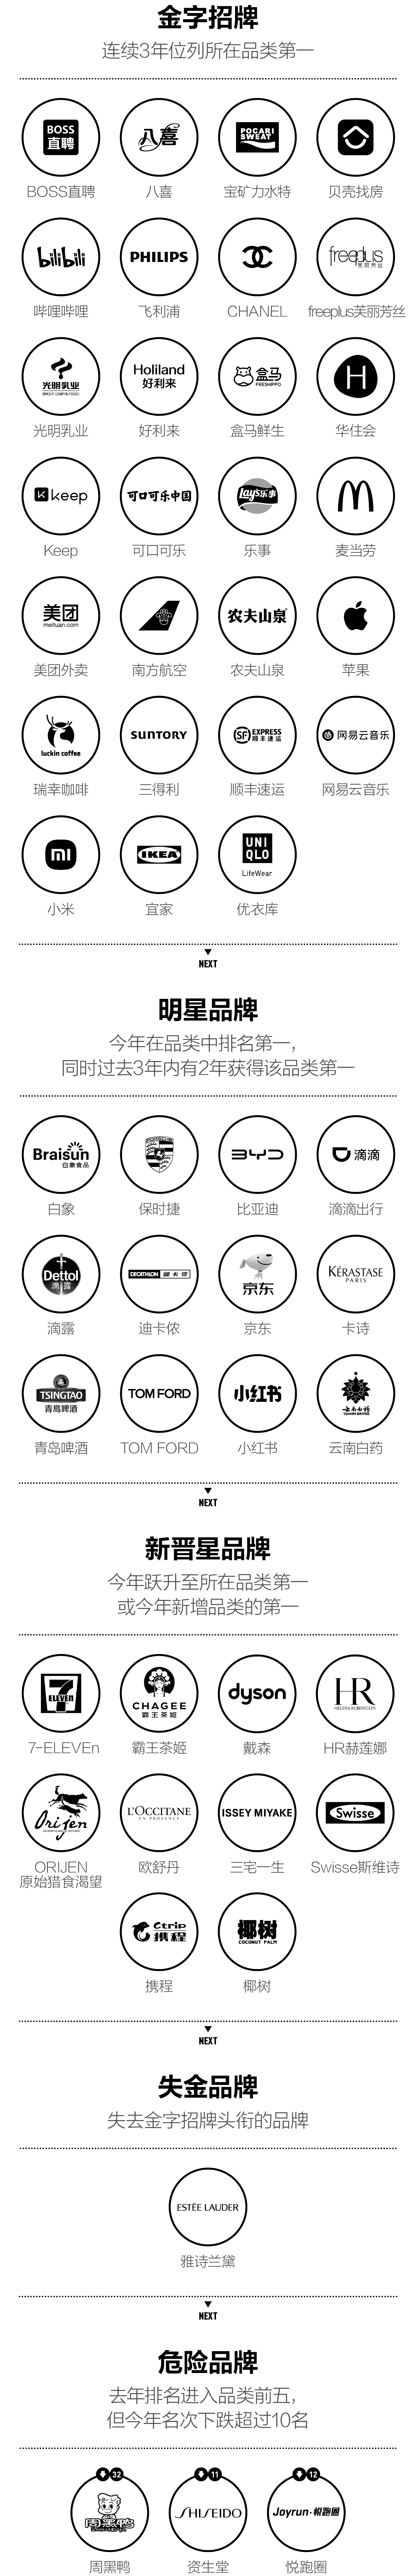 金字招牌
连续3年位列所在品类第一
BOSS
直聘
BOSS直聘
八喜
八喜
POCARI
SWEAT
宝矿力水特
贝壳找房
bilibili
哔哩哔哩
PHILIPS
飞利浦
CHANEL
freeplus
芙丽芳丝
freeplus芙丽芳丝
光明乳业
BRIGHT DAIRY & FOOD
光明乳业
Holiland
好利来
好利来
盒马
FRESHIPPO
盒马鲜生
H
华住会
K keep
Keep
可口可乐中国
可口可乐
Lay's乐事
乐事
麦当劳
美团
meituan.com
美团外卖
南方航空
农夫山泉
农夫山泉
苹果
luckin coffee
瑞幸咖啡
SUNTORY
三得利
SF EXPRESS
顺丰速运
顺丰速运
网易云音乐
网易云音乐
mi
小米
IKEA
宜家
UNI
QLO
LifeWear
优衣库
NEXT
明星品牌
今年在品类中排名第一，
同时过去3年内有2年获得该品类第一
Braisun
白象食品
白象
保时捷
BYD
比亚迪
滴滴
滴滴出行
Dettol
滴露
滴露
DECATHLON 迪卡侬
迪卡侬
京东
京东
KÉRASTASE
PARIS
卡诗
TSINGTAO
青岛啤酒
青岛啤酒
TOM FORD
TOM FORD
小红书
小红书
云南白药
YUNNAN BAIYAO
云南白药
NEXT
新晋星品牌
今年跃升至所在品类第一
或今年新增品类的第一
7
ELEVEn
7-ELEVEn
CHAGEE
霸王茶姬
霸王茶姬
dyson
戴森
HR
HELENA RUBINSTEIN
HR赫莲娜
Orijen
ORIJEN
原始猎食渴望
L'OCCITANE
EN PROVENCE
欧舒丹
ISSEY MIYAKE
三宅一生
Swisse
Swisse斯维诗
Ctrip
携程
携程
椰树
COCONUT PALM
椰树
NEXT
失金品牌
失去金字招牌头衔的品牌
ESTĒE LAUDER
雅诗兰黛
NEXT
危险品牌
去年排名进入品类前五，
但今年名次下跌超过10名
32
周黑鸭
周黑鸭
11
SHISEIDO
资生堂
12
Joyrun·悦跑圈
悦跑圈